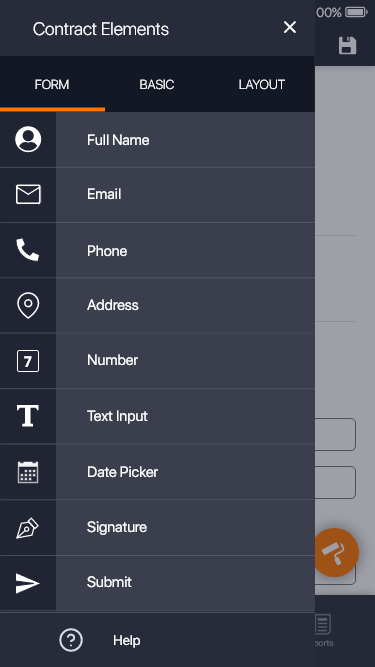 Contract Elements
00%
FORM
BASIC
LAYOUT
Full Name
Email
Phone
Address
7
Number
T
Text Input
Date Picker
Signature
Submit
? Help
ports